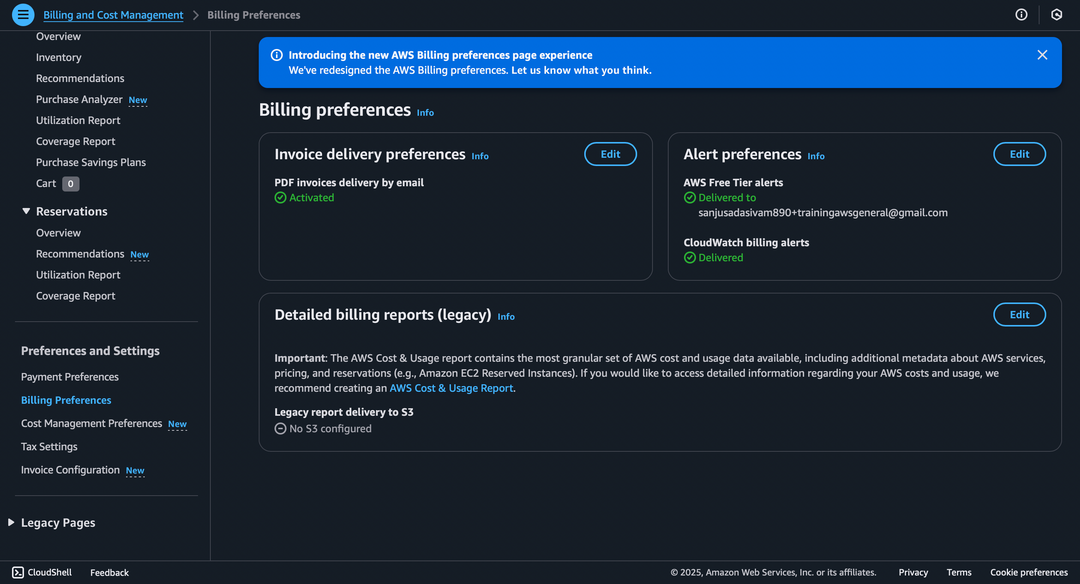 Billing and Cost Management > Billing Preferences
Overview
Inventory
Recommendations
Purchase Analyzer New
Utilization Report
Coverage Report
Purchase Savings Plans
Cart 0
Reservations
Overview
Recommendations New
Utilization Report
Coverage Report
Preferences and Settings
Payment Preferences
Billing Preferences
Cost Management Preferences New
Tax Settings
Invoice Configuration New
Legacy Pages
Introducing the new AWS Billing preferences page experience
We've redesigned the AWS Billing preferences. Let us know what you think.
Billing preferences Info
Invoice delivery preferences Info
Edit
PDF invoices delivery by email
Activated
Alert preferences Info
Edit
AWS Free Tier alerts
Delivered to
sanjusadasivam890+trainingawsgeneral@gmail.com
CloudWatch billing alerts
Delivered
Detailed billing reports (legacy) Info
Edit
Important: The AWS Cost & Usage report contains the most granular set of AWS cost and usage data available, including additional metadata about AWS services,
pricing, and reservations (e.g., Amazon EC2 Reserved Instances). If you would like to access detailed information regarding your AWS costs and usage, we
recommend creating an AWS Cost & Usage Report.
Legacy report delivery to S3
No S3 configured
CloudShell
Feedback
© 2025, Amazon Web Services, Inc. or its affiliates.
Privacy
Terms
Cookie preferences